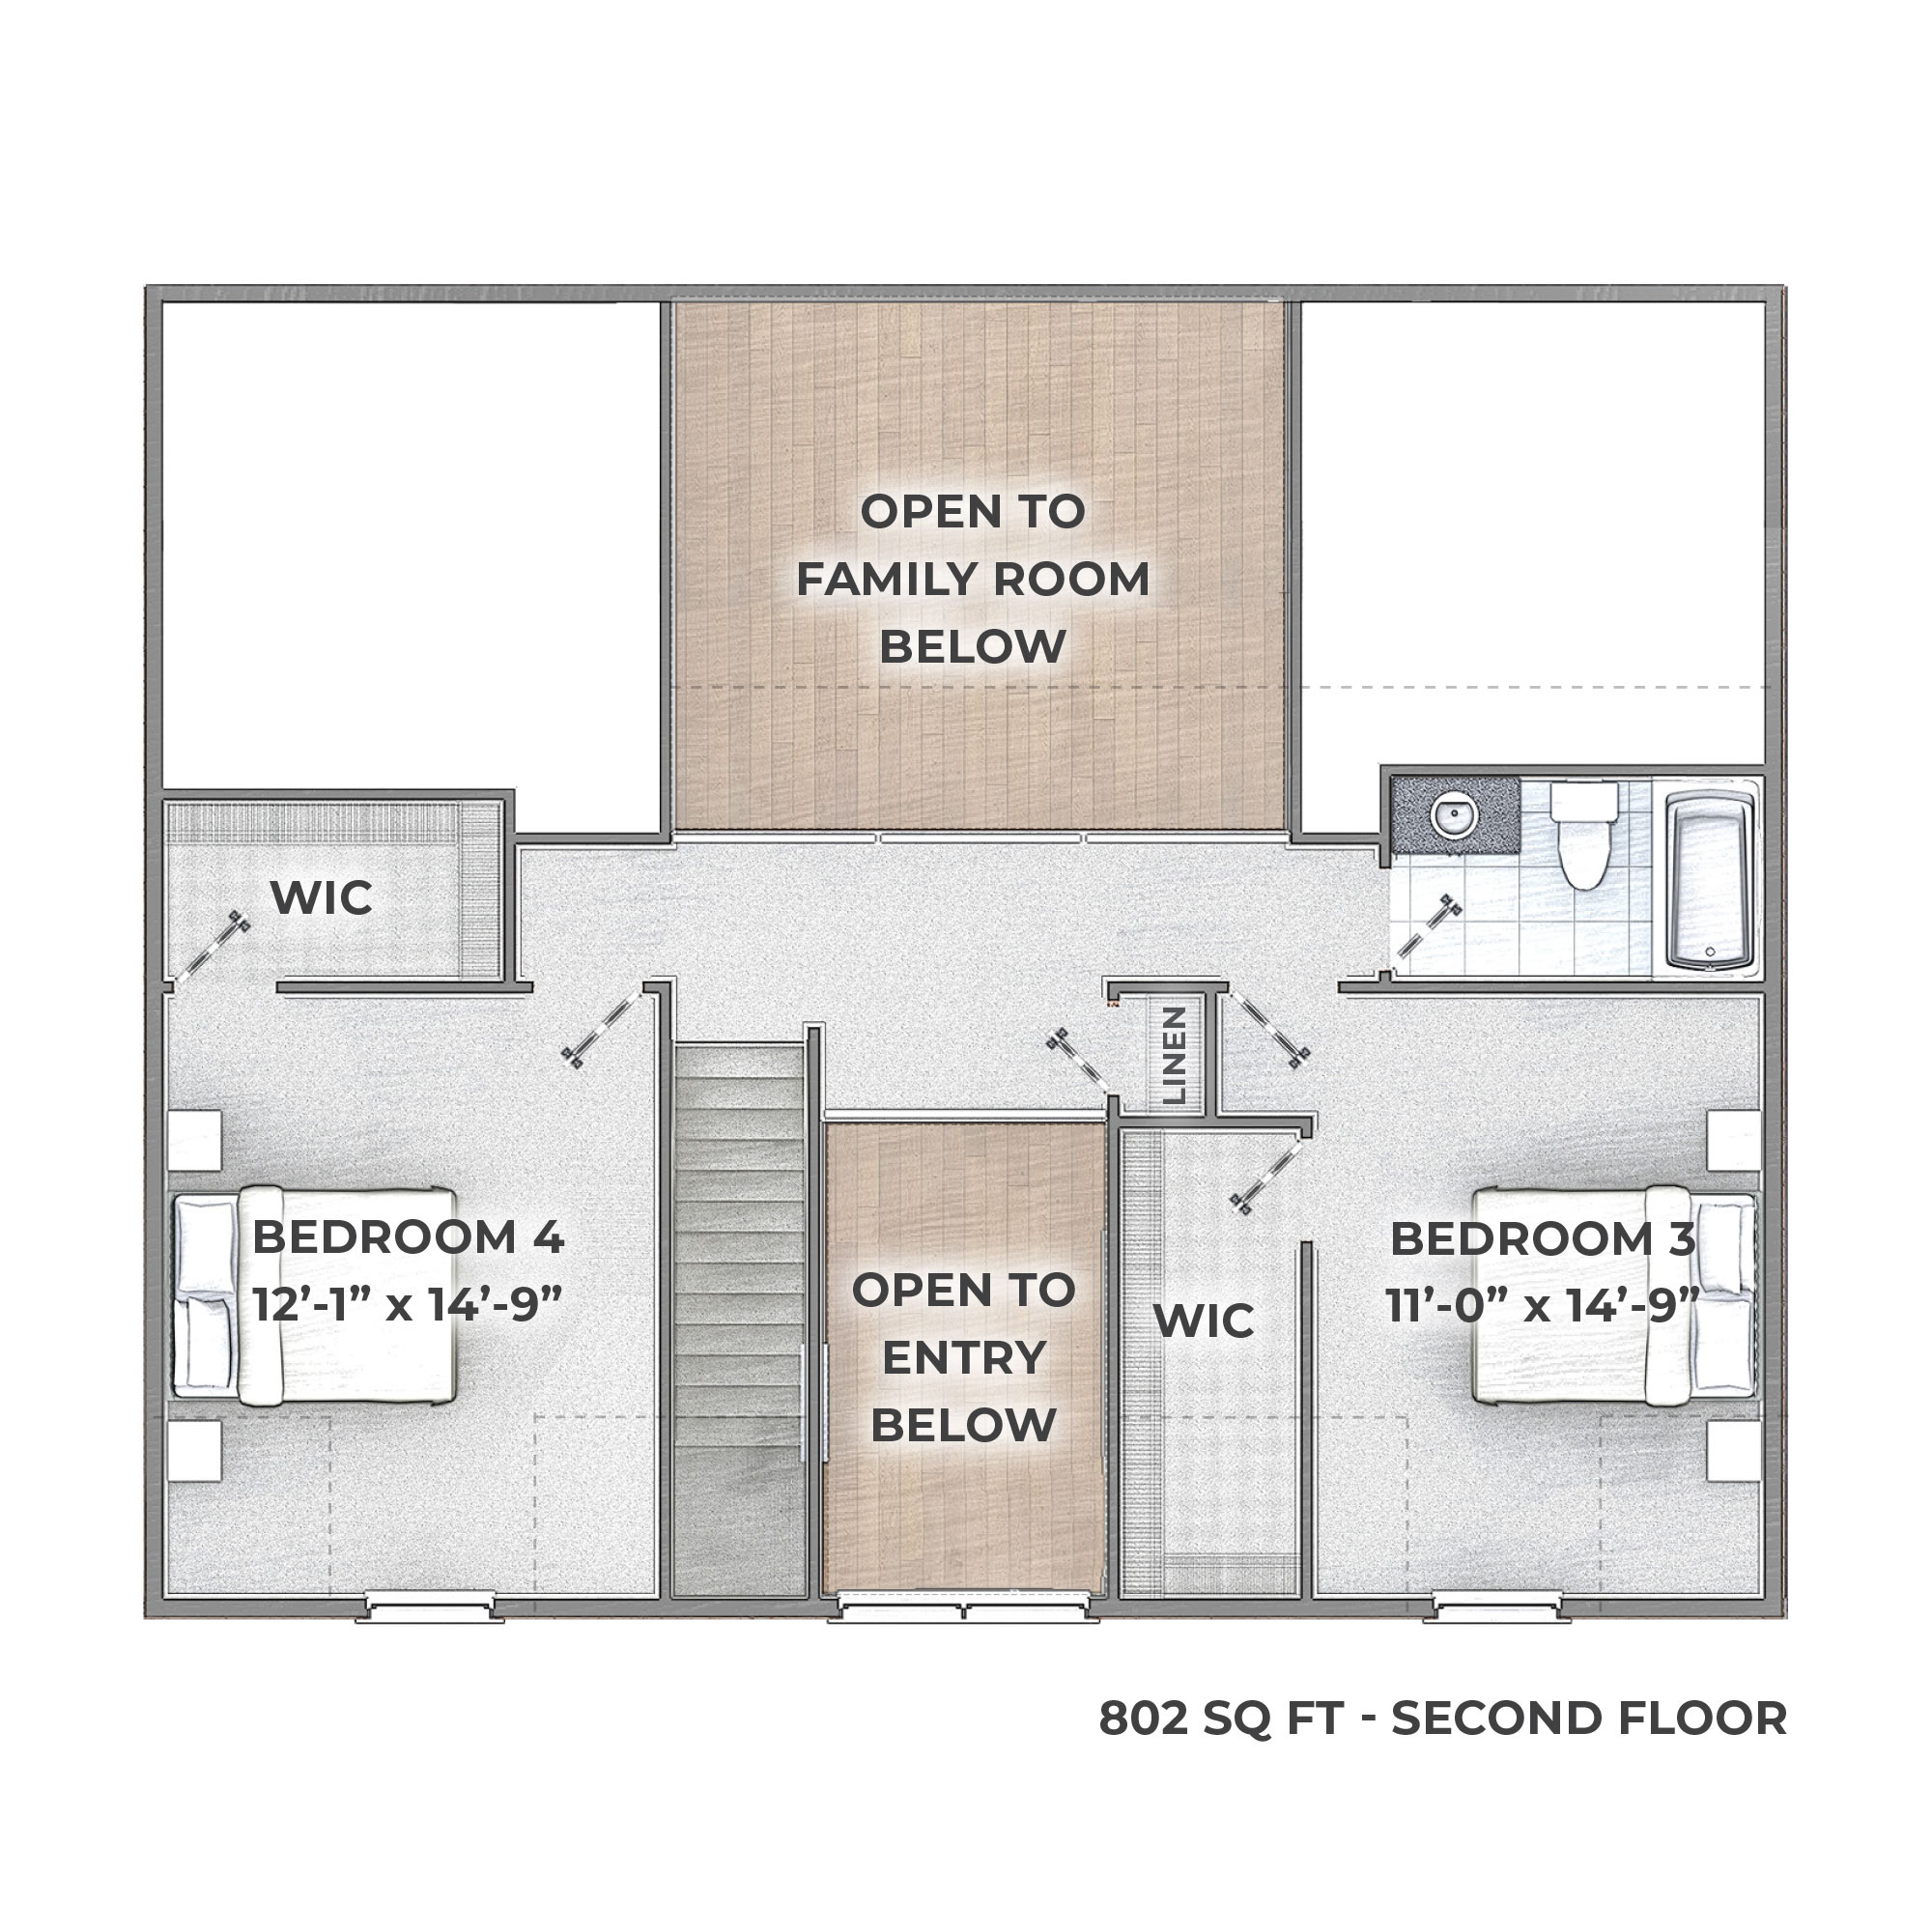 OPEN TO
FAMILY ROOM
BELOW
WIC
LINEN
BEDROOM 4
12’-1” x 14’-9”
OPEN TO
ENTRY
BELOW
WIC
BEDROOM 3
11’-0” x 14’-9”
802 SQ FT - SECOND FLOOR